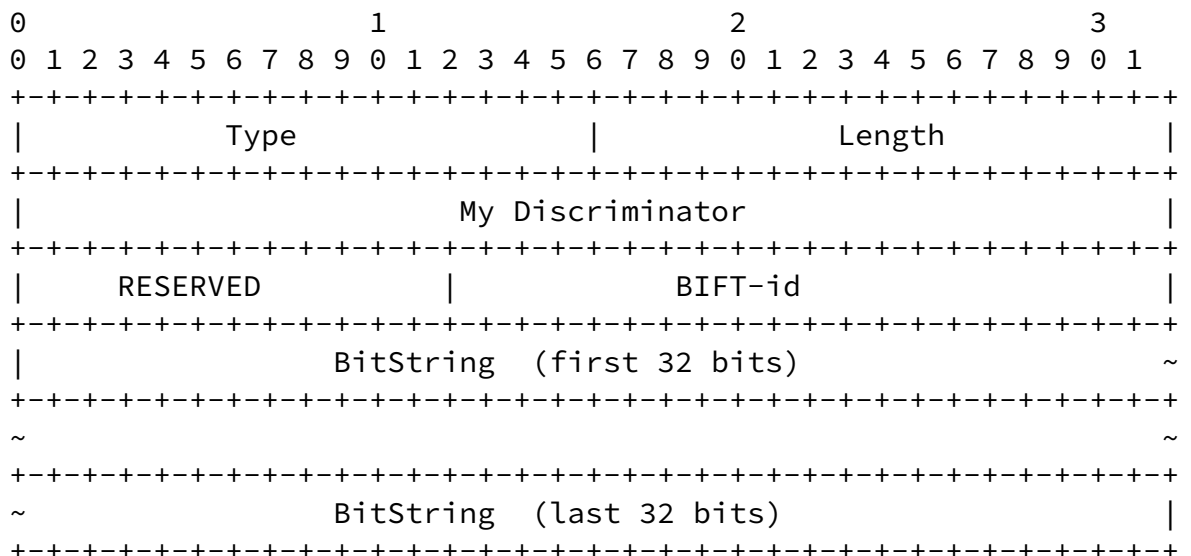 0                   1                   2                   3
0 1 2 3 4 5 6 7 8 9 0 1 2 3 4 5 6 7 8 9 0 1 2 3 4 5 6 7 8 9 0 1
+-+-+-+-+-+-+-+-+-+-+-+-+-+-+-+-+-+-+-+-+-+-+-+-+-+-+-+-+-+-+-+-+
|           Type                |             Length            |
+-+-+-+-+-+-+-+-+-+-+-+-+-+-+-+-+-+-+-+-+-+-+-+-+-+-+-+-+-+-+-+-+
|                        My Discriminator                       |
+-+-+-+-+-+-+-+-+-+-+-+-+-+-+-+-+-+-+-+-+-+-+-+-+-+-+-+-+-+-+-+-+
|     RESERVED          |            BIFT-id                    |
+-+-+-+-+-+-+-+-+-+-+-+-+-+-+-+-+-+-+-+-+-+-+-+-+-+-+-+-+-+-+-+-+
|                 BitString  (first 32 bits)                    ~
+-+-+-+-+-+-+-+-+-+-+-+-+-+-+-+-+-+-+-+-+-+-+-+-+-+-+-+-+-+-+-+-+
~                                                               ~
+-+-+-+-+-+-+-+-+-+-+-+-+-+-+-+-+-+-+-+-+-+-+-+-+-+-+-+-+-+-+-+-+
~                 BitString  (last 32 bits)                     |
+-+-+-+-+-+-+-+-+-+-+-+-+-+-+-+-+-+-+-+-+-+-+-+-+-+-+-+-+-+-+-+-+